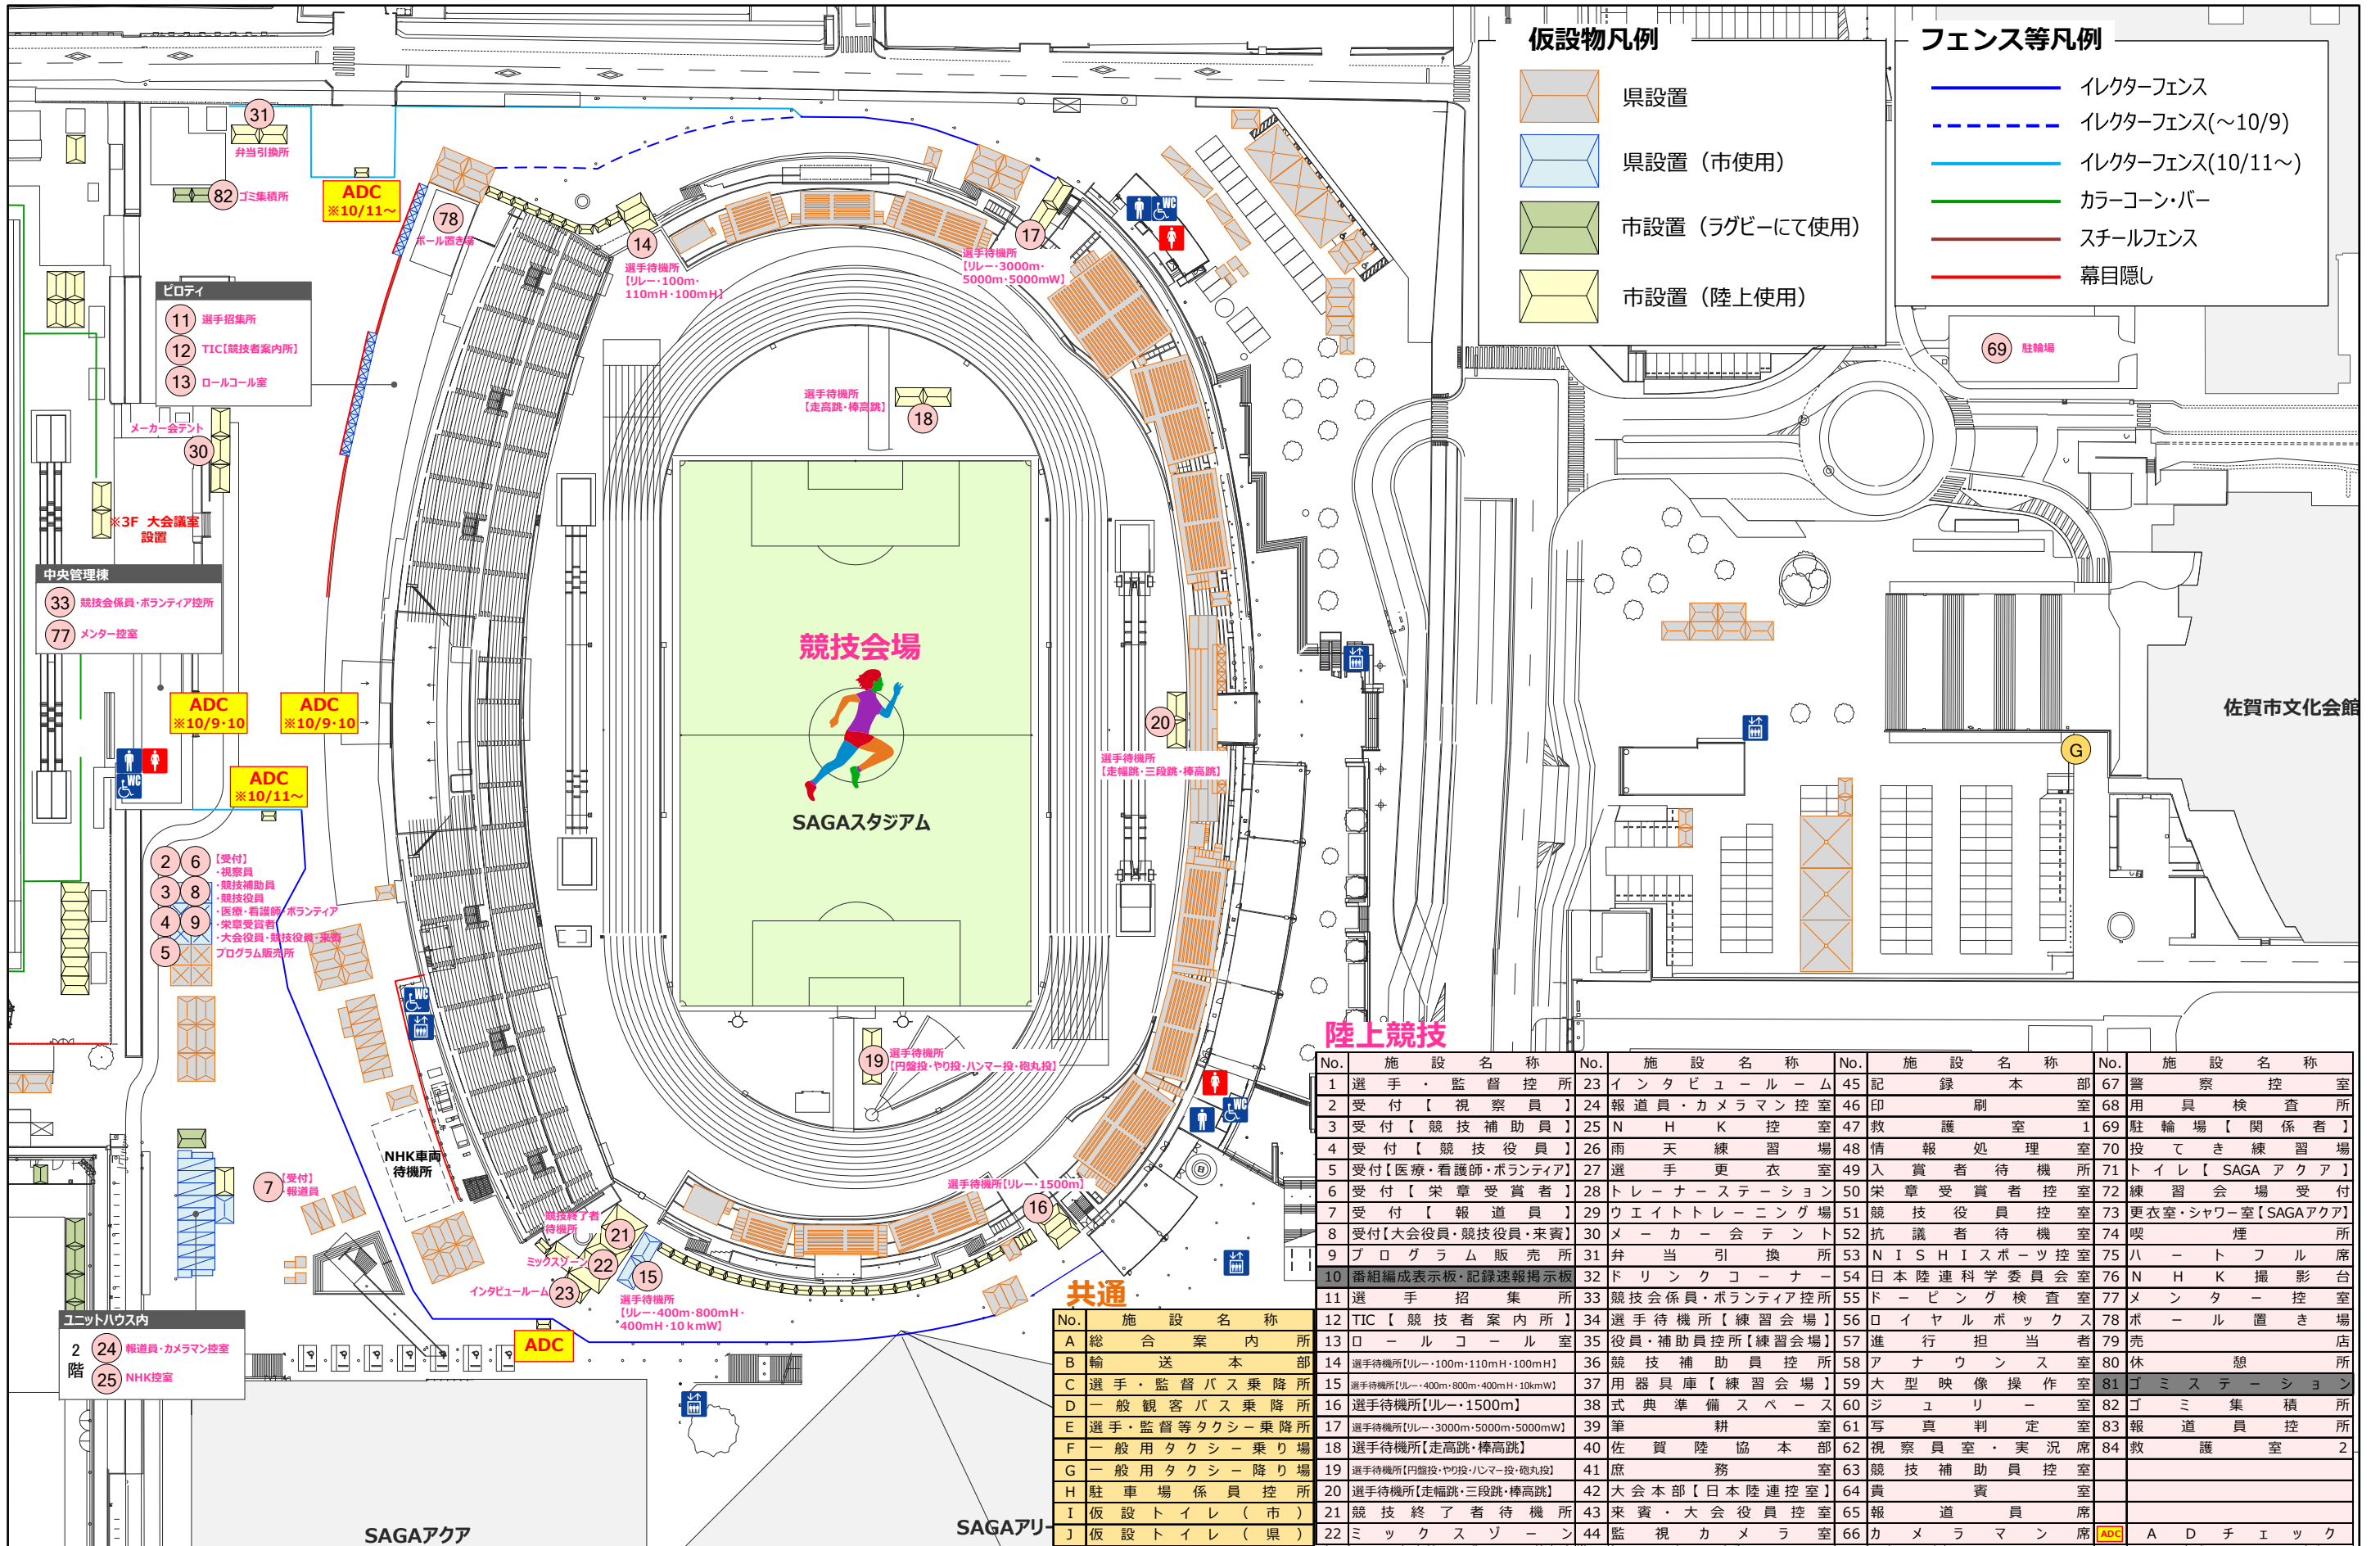 仮設物凡例
県設置
県設置（市使用）
市設置（ラグビーにて使用）
市設置（陸上使用）
フェンス等凡例
イレクターフェンス
イレクターフェンス(～10/9)
イレクターフェンス(10/11～)
カラーコーン・バー
スチールフェンス
幕目隠し
31
弁当引換所
82 ゴミ集積所
ADC
※10/11～
78
ポール置き場
14
選手待機所
【リレー・100m・
110mH・100mH】
17
選手待機所
【リレー・3000m・
5000m・5000mW】
WC
69 駐輪場
ピロティ
11 選手招集所
12 TIC【競技者案内所】
13 ロールコール室
メーカー会テント
30
※3F 大会議室
設置
選手待機所
【走高跳・棒高跳】
18
中央管理棟
33 競技会係員・ボランティア控所
77 メンター控室
ADC
※10/9・10
ADC
※10/9・10
ADC
※10/11～
WC
競技会場
SAGAスタジアム
20
選手待機所
【走幅跳・三段跳・棒高跳】
佐賀市文化会館
G
2 6 【受付】
・視察員
3 8 ・競技補助員
・競技役員
4 9 ・医療・看護師・ボランティア
・栄章受賞者
・大会役員・競技役員・来賓
5 プログラム販売所
WC
19 選手待機所
【円盤投・やり投・ハンマー投・砲丸投】
NHK車両
待機所
7 【受付】
報道員
選手待機所【リレー・1500m】
16
WC
競技終了者
待機所
21
ミックスゾーン 22
インタビュールーム 23
15
選手待機所
【リレー・400m・800mH・
400mH・10kmW】
ADC
ユニットハウス内
2階
24 報道員・カメラマン控室
25 NHK控室
SAGAアクア
SAGAアリー
共通
No. 施設名称
A 総合案内所
B 輸送本部
C 選手・監督バス乗降所
D 一般観客バス乗降所
E 選手・監督等タクシー乗降所
F 一般用タクシー乗り場
G 一般用タクシー降り場
H 駐車場係員控所
I 仮設トイレ（市）
J 仮設トイレ（県）
陸上競技
No. 施設名称 No. 施設名称 No. 施設名称 No. 施設名称
1 選手・監督控所 23 インタビュールーム 45 記録本部 67 警察控室
2 受付【視察員】 24 報道員・カメラマン控室 46 印刷室 68 用具検査所
3 受付【競技補助員】 25 NHK控室 47 救護室1 69 駐輪場【関係者】
4 受付【競技役員】 26 雨天練習場 48 情報処理室 70 投てき練習場
5 受付【医療・看護師・ボランティア】 27 選手更衣室 49 入賞者待機所 71 トイレ【SAGAアクア】
6 受付【栄章受賞者】 28 トレーナーステーション 50 栄章受賞者控室 72 練習会場受付
7 受付【報道員】 29 ウエイトトレーニング場 51 競技役員控室 73 更衣室・シャワー室【SAGAアクア】
8 受付【大会役員・競技役員・来賓】 30 メーカー会テント 52 抗議者待機室 74 喫煙所
9 プログラム販売所 31 弁当引換所 53 NISHIスポーツ控室 75 ハートフル席
10 番組編成表示板・記録速報掲示板 32 ドリンクコーナー 54 日本陸連科学委員会室 76 NHK撮影台
11 選手招集所 33 競技会係員・ボランティア控所 55 ドーピング検査室 77 メンター控室
12 TIC【競技者案内所】 34 選手待機所【練習会場】 56 ロイヤルボックス 78 ポール置き場
13 ロールコール室 35 役員・補助員控所【練習会場】 57 進行担当者 79 売店
14 選手待機所【リレー・100m・110mH・100mH】 36 競技補助員控所 58 アナウンス室 80 休憩所
15 選手待機所【リレー・400m・800m・400mH・10kmW】 37 用器具庫【練習会場】 59 大型映像操作室 81 ゴミステーション
16 選手待機所【リレー・1500m】 38 式典準備スペース 60 ジュリー室 82 ゴミ集積所
17 選手待機所【リレー・3000m・5000m・5000mW】 39 筆耕室 61 写真判定室 83 報道員控所
18 選手待機所【走高跳・棒高跳】 40 佐賀陸協本部 62 視察員室・実況席 84 救護室2
19 選手待機所【円盤投・やり投・ハンマー投・砲丸投】 41 庶務室 63 競技補助員控室
20 選手待機所【走幅跳・三段跳・棒高跳】 42 大会本部【日本陸連控室】 64 貴賓室
21 競技終了者待機所 43 来賓・大会役員控室 65 報道員席
22 ミックスゾーン 44 監視カメラ室 66 カメラマン席 ADC ADチェック